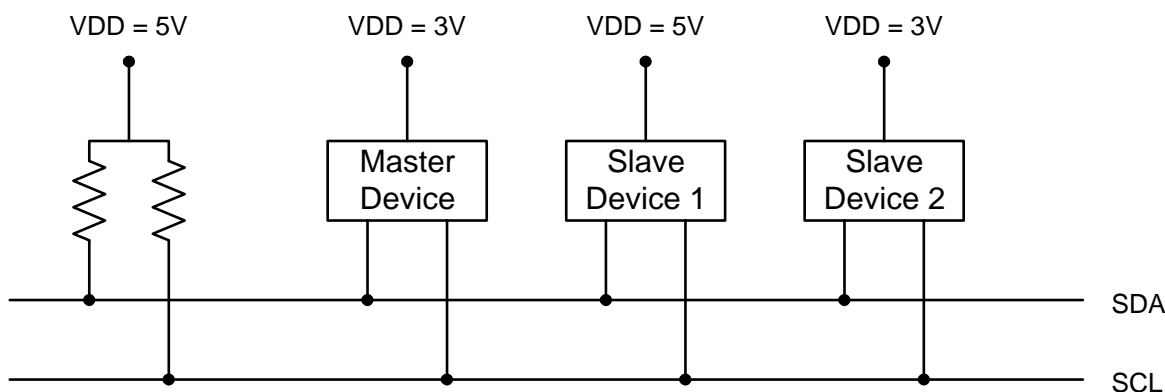 VDD = 5V
VDD = 3V
VDD = 5V
VDD = 3V
Master
Device
Slave
Device 1
Slave
Device 2
SDA
SCL